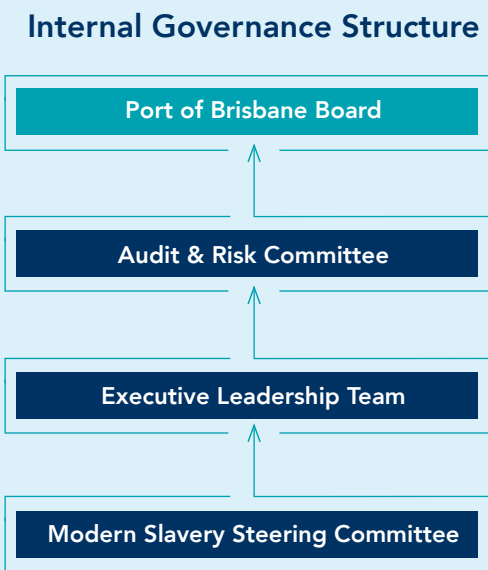 Internal Governance Structure
Port of Brisbane Board
Audit & Risk Committee
Executive Leadership Team
Modern Slavery Steering Committee